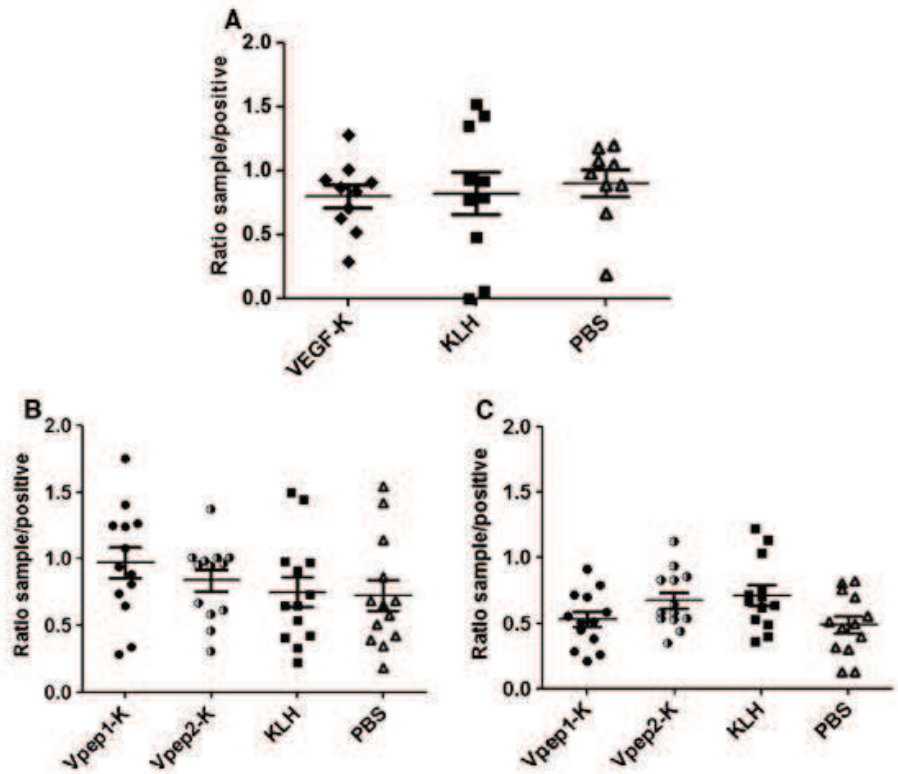 A
Ratio sample/positive
2.0
1.5
1.0
0.5
0.0
VEGF-K
KLH
PBS
B
Ratio sample/positive
2.0
1.5
1.0
0.5
0.0
Vpep1-K
Vpep2-K
KLH
PBS
C
Ratio sample/positive
2.0
1.5
1.0
0.5
0.0
Vpep1-K
Vpep2-K
KLH
PBS